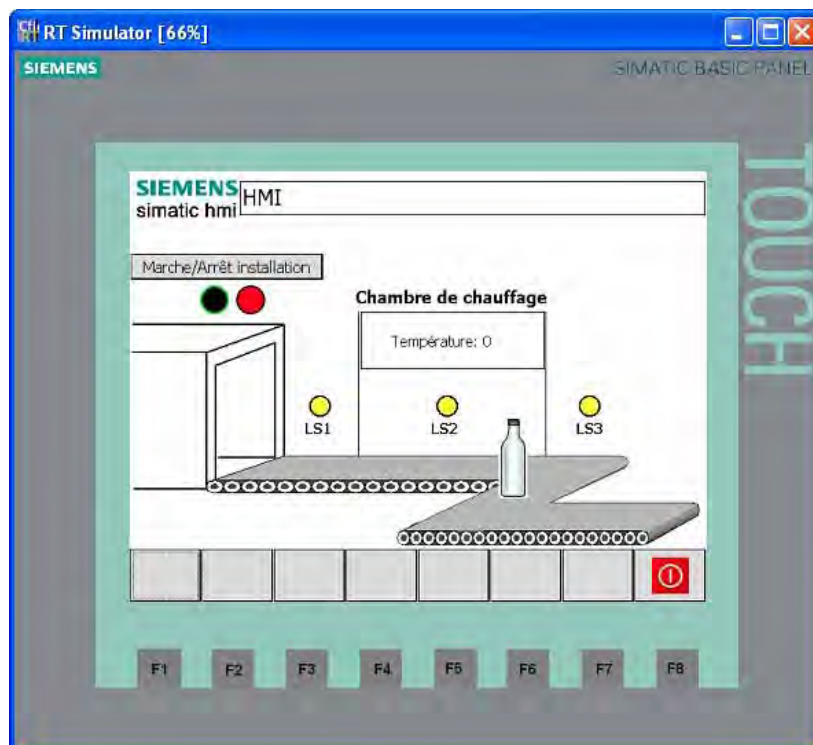 RT Simulator [66%]
SIEMENS
SIMATIC BASIC PANEL
TOUCH
SIEMENS
simatic hmi
HMI
Marche/Arrêt installation
Chambre de chauffage
Température: 0
LS1 LS2 LS3
F1 F2 F3 F4 F5 F6 F7 F8